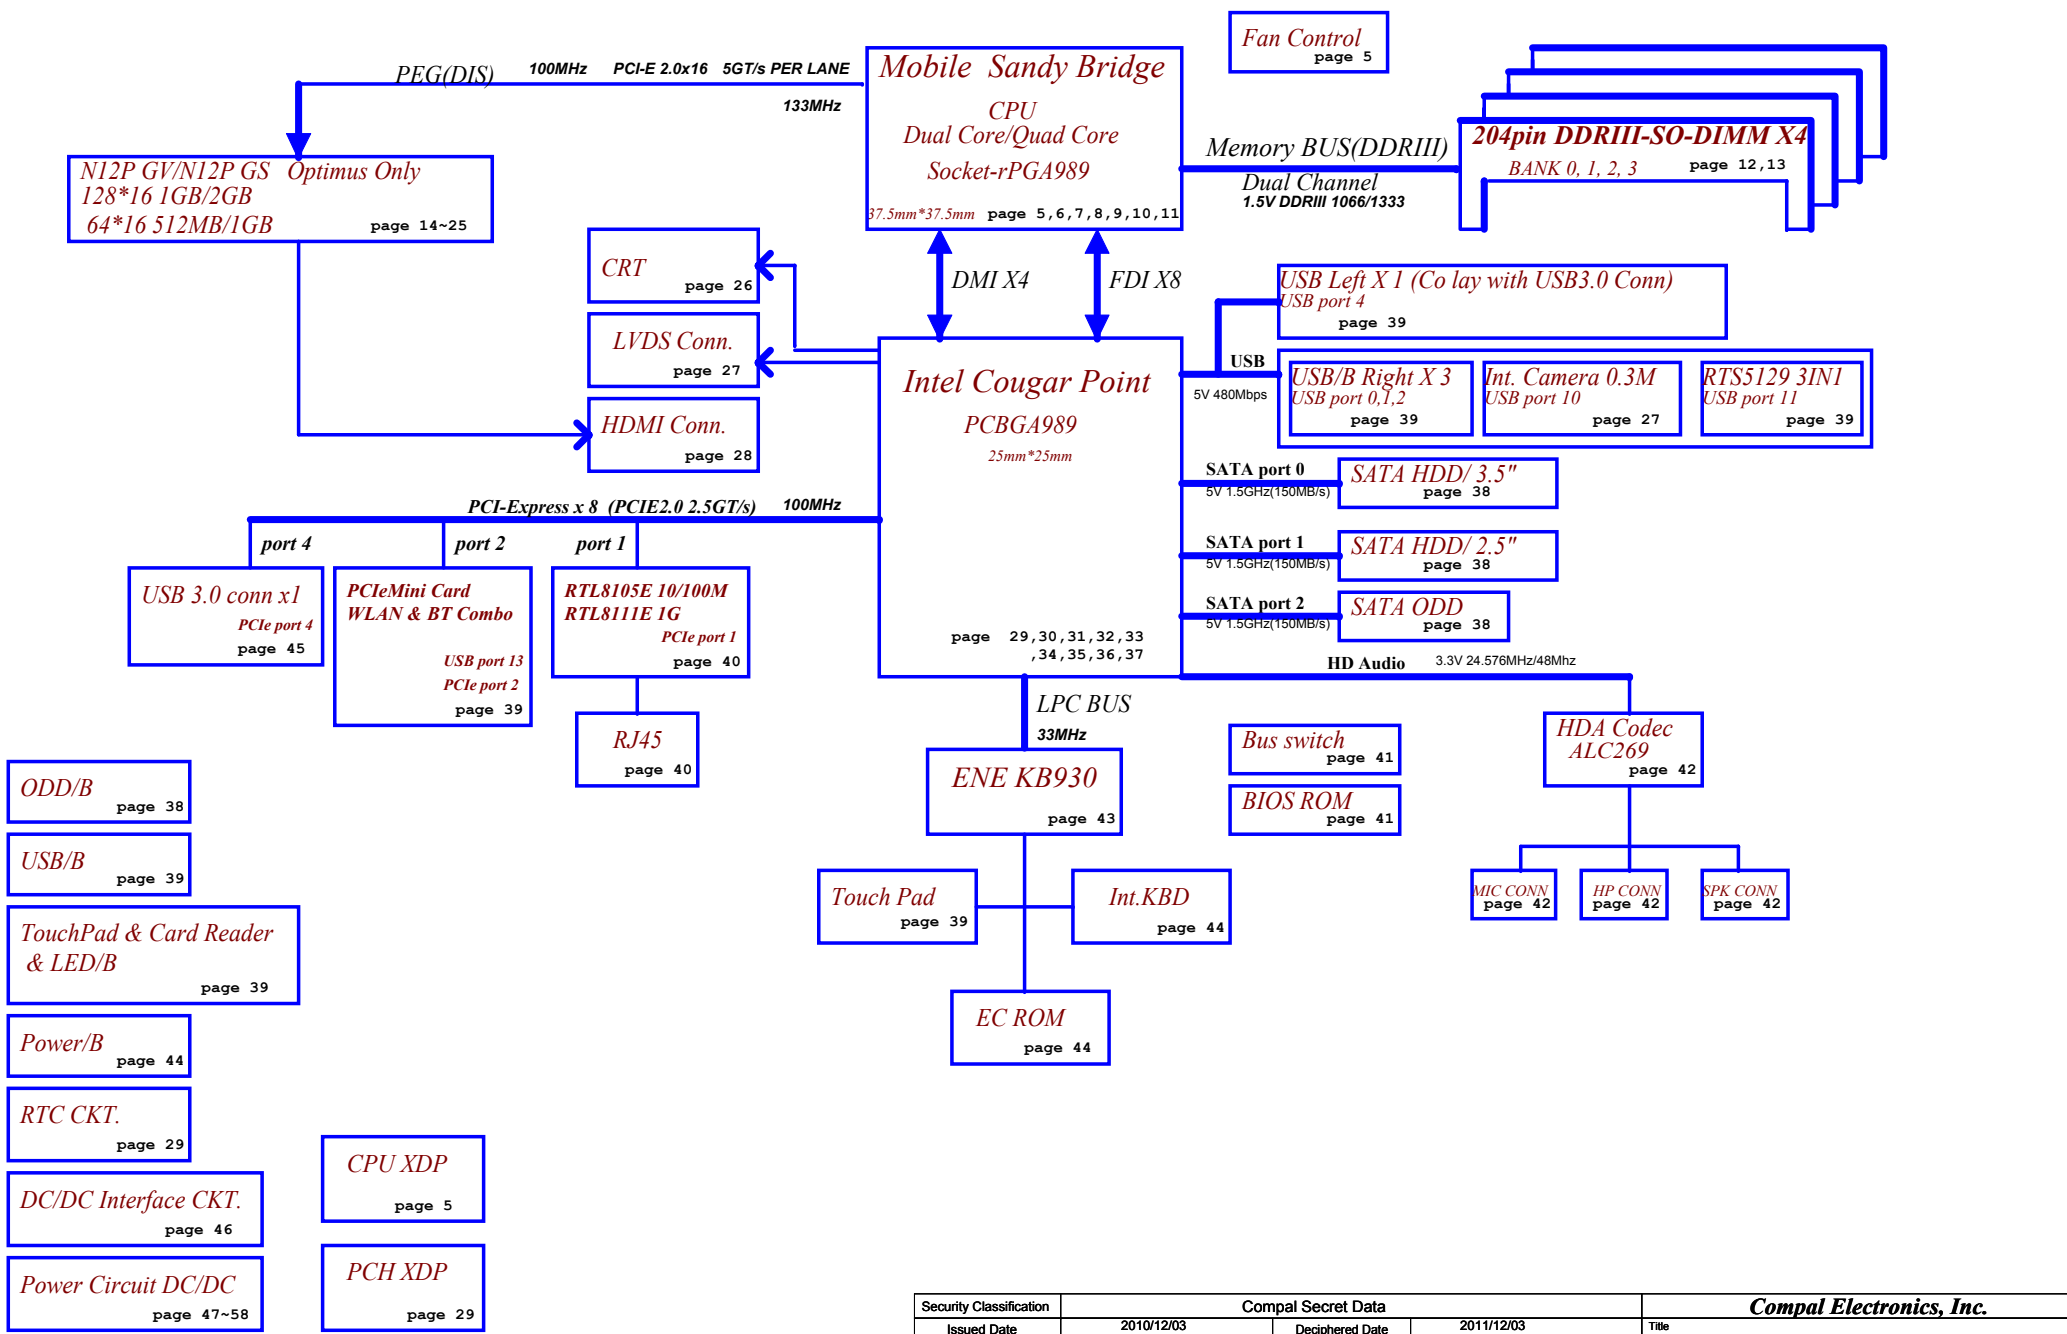 Fan Control
page 5
PEG(DIS)
100MHz PCI-E 2.0x16 5GT/s PER LANE
133MHz
Mobile Sandy Bridge
CPU
Dual Core/Quad Core
Socket-rPGA989
37.5mm*37.5mm page 5,6,7,8,9,10,11
Memory BUS(DDRIII)
Dual Channel
1.5V DDRIII 1066/1333
204pin DDRIII-SO-DIMM X4
BANK 0, 1, 2, 3 page 12,13
N12P GV/N12P GS Optimus Only
128*16 1GB/2GB
64*16 512MB/1GB
page 14~25
CRT
page 26
LVDS Conn.
page 27
HDMI Conn.
page 28
DMI X4
FDI X8
USB Left X 1 (Co lay with USB3.0 Conn)
USB port 4
page 39
USB
5V 480Mbps
USB/B Right X 3
USB port 0,1,2
page 39
Int. Camera 0.3M
USB port 10
page 27
RTS5129 3IN1
USB port 11
page 39
Intel Cougar Point
PCBGA989
25mm*25mm
page 29,30,31,32,33
,34,35,36,37
SATA port 0
5V 1.5GHz(150MB/s)
SATA HDD/ 3.5"
page 38
SATA port 1
5V 1.5GHz(150MB/s)
SATA HDD/ 2.5"
page 38
SATA port 2
5V 1.5GHz(150MB/s)
SATA ODD
page 38
HD Audio 3.3V 24.576MHz/48Mhz
PCI-Express x 8 (PCIE2.0 2.5GT/s) 100MHz
port 4
port 2
port 1
USB 3.0 conn x1
PCIe port 4
page 45
PCIeMini Card
WLAN & BT Combo
USB port 13
PCIe port 2
page 39
RTL8105E 10/100M
RTL8111E 1G
PCIe port 1
page 40
RJ45
page 40
LPC BUS
33MHz
ENE KB930
page 43
Bus switch
page 41
BIOS ROM
page 41
HDA Codec
ALC269
page 42
MIC CONN
page 42
HP CONN
page 42
SPK CONN
page 42
Touch Pad
page 39
Int.KBD
page 44
EC ROM
page 44
ODD/B
page 38
USB/B
page 39
TouchPad & Card Reader
& LED/B
page 39
Power/B
page 44
RTC CKT.
page 29
DC/DC Interface CKT.
page 46
Power Circuit DC/DC
page 47~58
CPU XDP
page 5
PCH XDP
page 29
Security Classification
Compal Secret Data
Compal Electronics, Inc.
Issued Date
2010/12/03
Deciphered Date
2011/12/03
Title